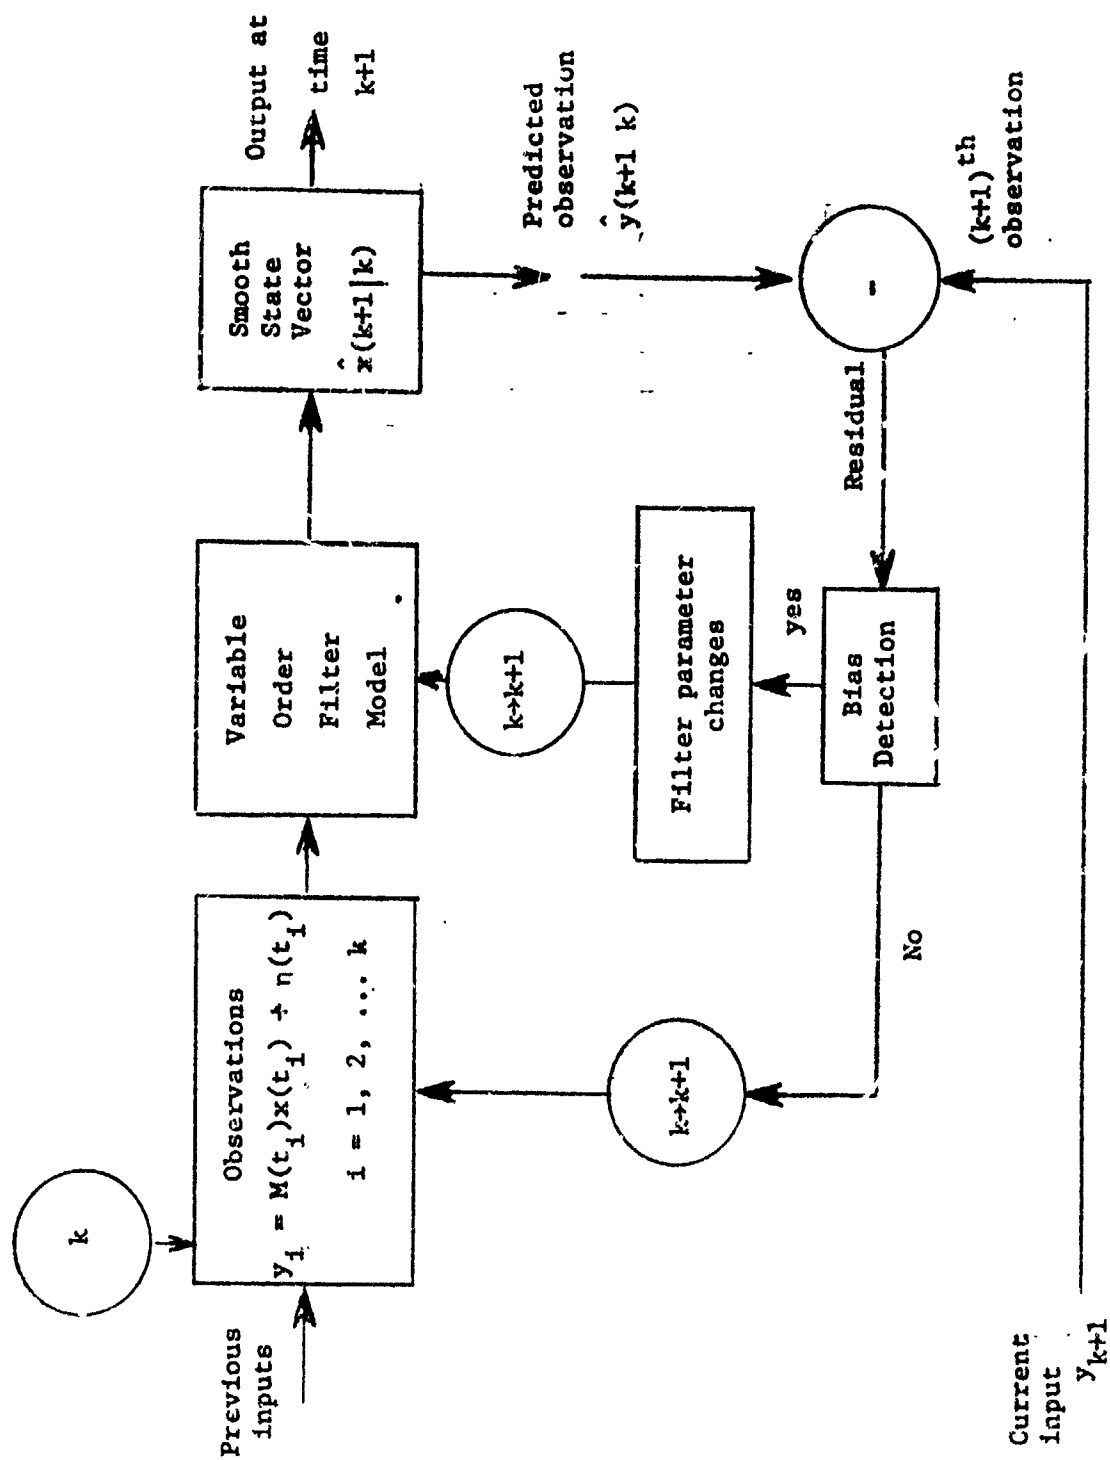 k
Previous
inputs
Observations
y_i = M(t_i)x(t_i) + n(t_i)
i = 1, 2, ... k
Variable
Order
Filter
Model
Smooth
State
Vector
x̂(k+1|k)
Output at
time
k+1
k→k+1
k→k+1
Filter parameter
changes
yes
Bias
Detection
No
Residual
-
Predicted
observation
ŷ(k+1 k)
(k+1)th
observation
Current
input
y_k+1